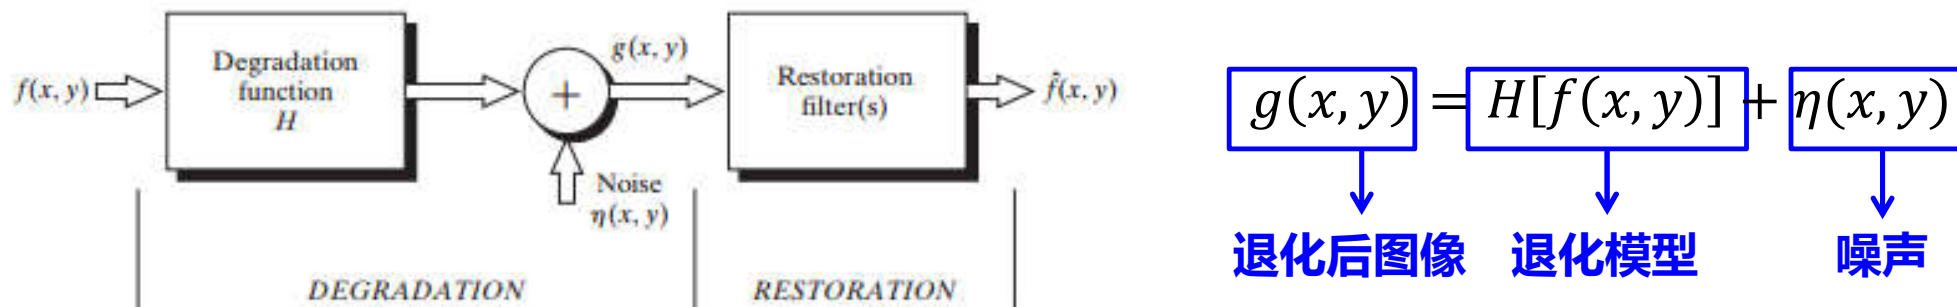 f(x, y)
Degradation
function
H
+
g(x, y)
Noise
η(x, y)
Restoration
filter(s)
f̂(x, y)
DEGRADATION
RESTORATION
g(x, y) = H[f(x, y)] + η(x, y)
退化后图像 退化模型 噪声